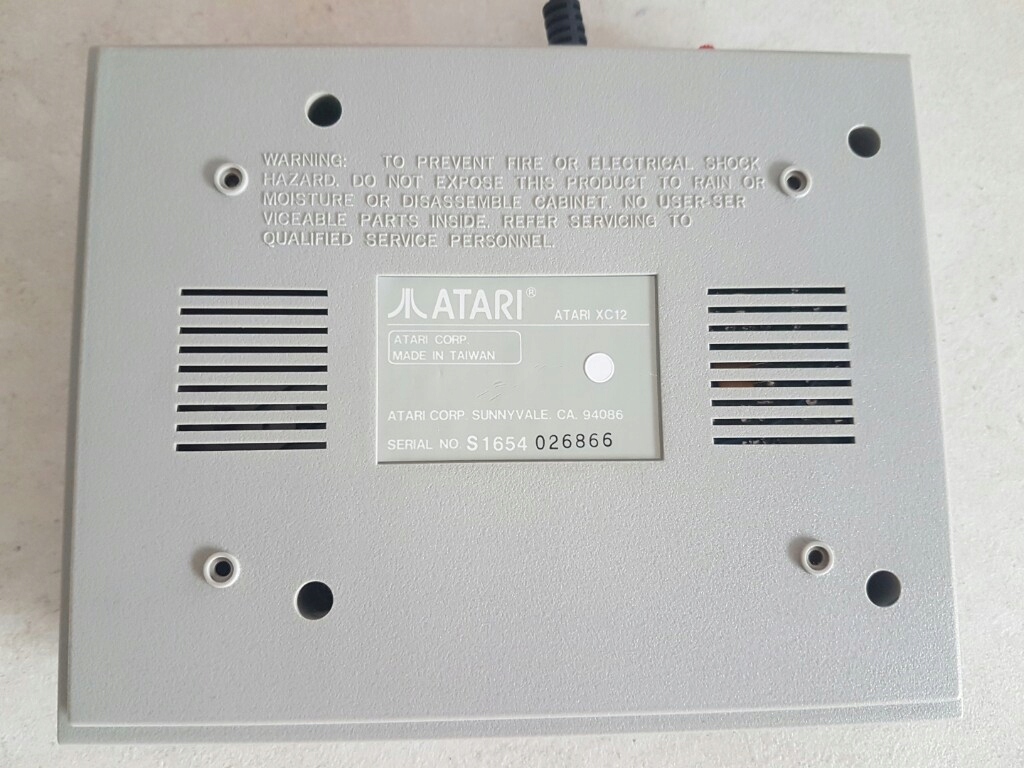 WARNING: TO PREVENT FIRE OR ELECTRICAL SHOCK
HAZARD. DO NOT EXPOSE THIS PRODUCT TO RAIN OR
MOISTURE OR DISASSEMBLE CABINET. NO USER-SER
VICEABLE PARTS INSIDE. REFER SERVICING TO
QUALIFIED SERVICE PERSONNEL.
ATARI® ATARI XC12
ATARI CORP.
MADE IN TAIWAN
ATARI CORP. SUNNYVALE, CA. 94086
SERIAL NO. S1654 026866